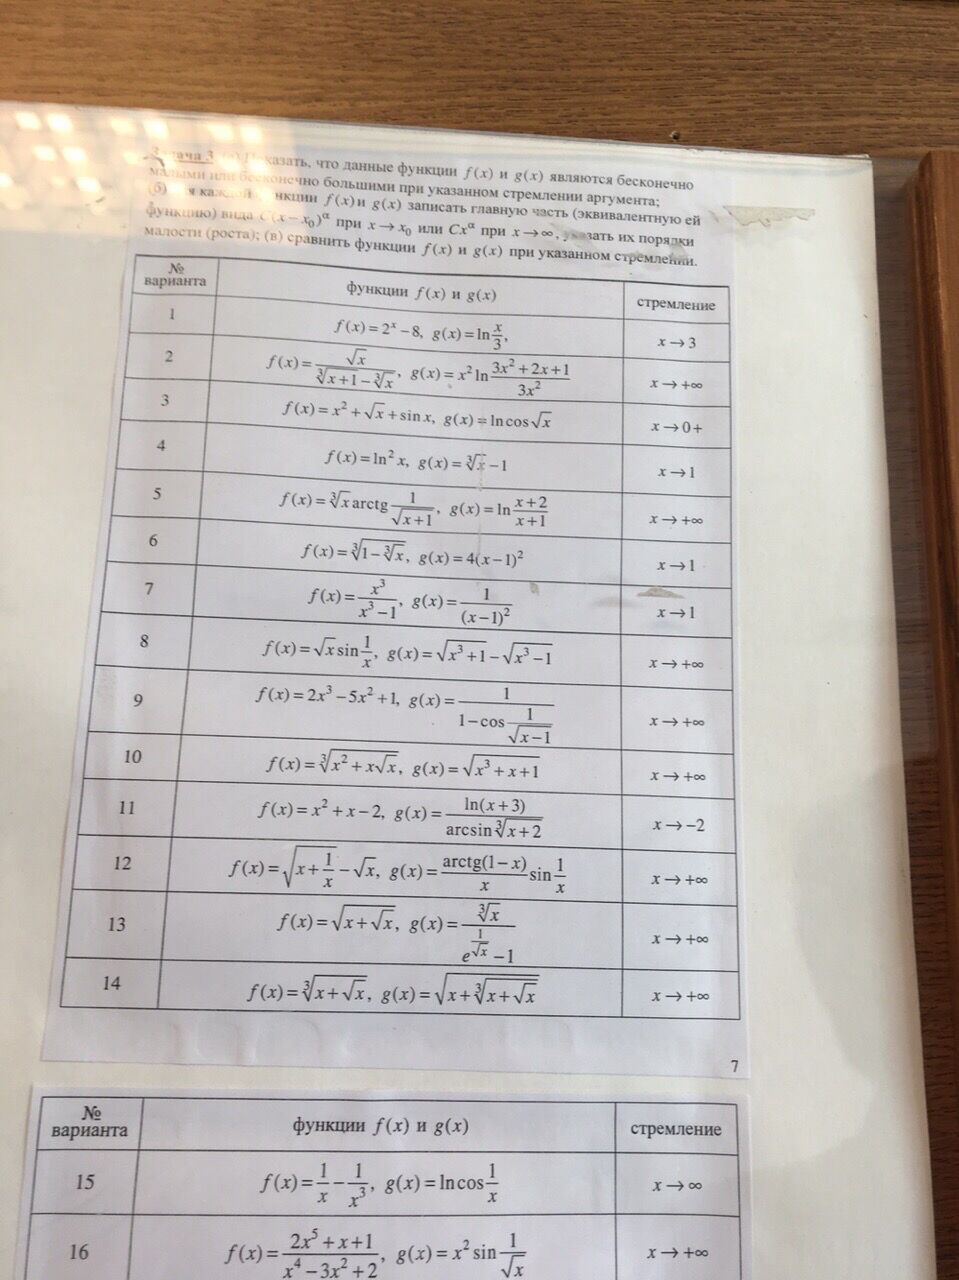 Задача 3. (а) Показать, что данные функции f(x) и g(x) являются бесконечно
малыми или бесконечно большими при указанном стремлении аргумента;
(б) для каждой функции f(x) и g(x) записать главную часть (эквивалентную ей
функцию) вида C(x−x₀)^α при x→x₀ или Cx^α при x→∞, указать их порядки
малости (роста); (в) сравнить функции f(x) и g(x) при указанном стремлении.
№ варианта функции f(x) и g(x) стремление
1 f(x)=2^x−8, g(x)=ln(x/3), x→3
2 f(x)=√x/(∛(x+1)−∛x), g(x)=x² ln((3x²+2x+1)/(3x²)) x→+∞
3 f(x)=x²+√x+sin x, g(x)=ln cos√x x→0+
4 f(x)=ln² x, g(x)=∛x−1 x→1
5 f(x)=∛x arctg(1/√(x+1)), g(x)=ln((x+2)/(x+1)) x→+∞
6 f(x)=∛(1−∛x), g(x)=4(x−1)² x→1
7 f(x)=x³/(x³−1), g(x)=1/(x−1)² x→1
8 f(x)=√x sin(1/x), g(x)=√(x³+1)−√(x³−1) x→+∞
9 f(x)=2x³−5x²+1, g(x)=1/(1−cos(1/√(x−1))) x→+∞
10 f(x)=∛(x²+x√x), g(x)=√(x³+x+1) x→+∞
11 f(x)=x²+x−2, g(x)=ln(x+3)/arcsin∛(x+2) x→−2
12 f(x)=√(x+1/x)−√x, g(x)=(arctg(1−x)/x) sin(1/x) x→+∞
13 f(x)=√(x+√x), g(x)=∛x/(e^(1/√x)−1) x→+∞
14 f(x)=∛(x+√x), g(x)=√(x+∛(x+√x)) x→+∞
7
№ варианта функции f(x) и g(x) стремление
15 f(x)=1/x−1/x³, g(x)=ln cos(1/x) x→∞
16 f(x)=(2x⁵+x+1)/(x⁴−3x²+2), g(x)=x² sin(1/√x) x→+∞